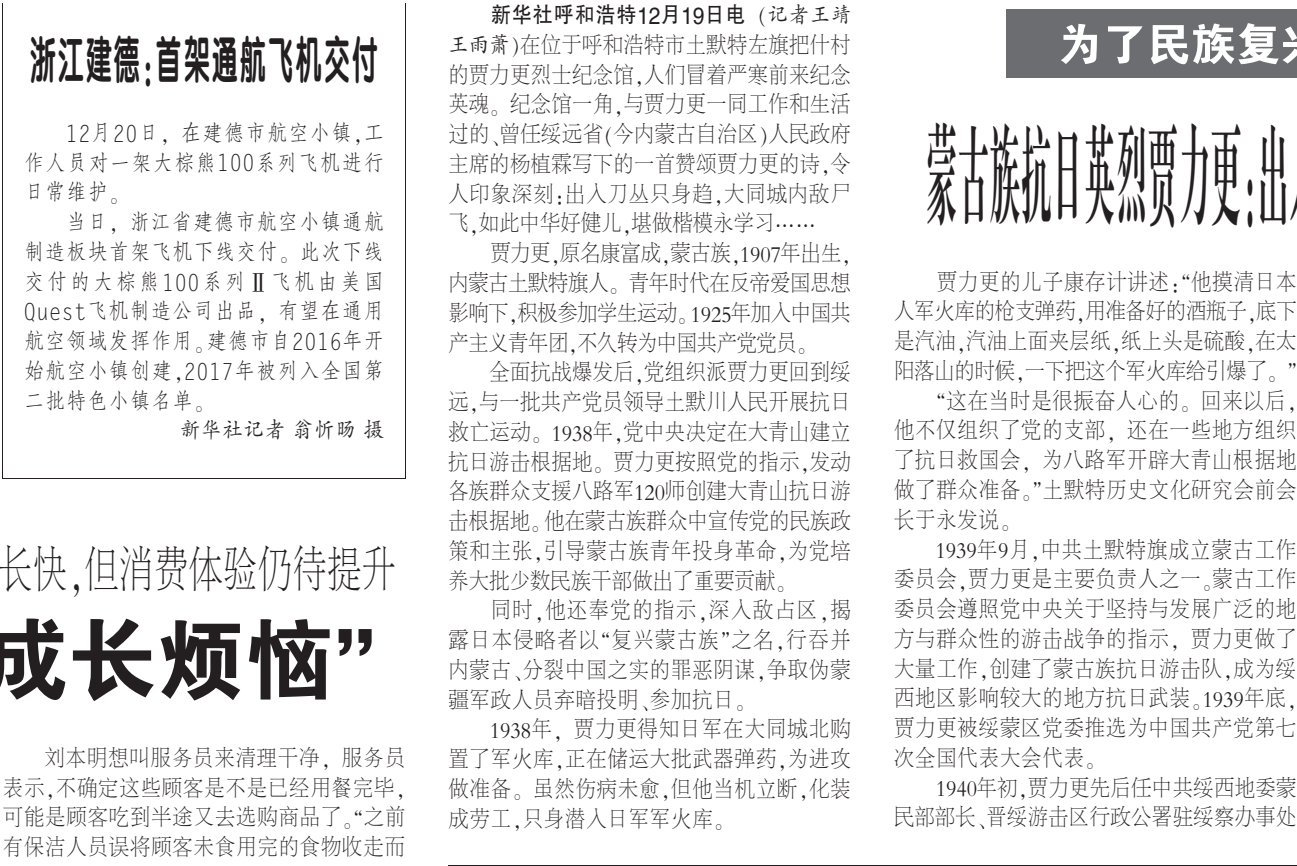 浙江建德:首架通航飞机交付
12月20日，在建德市航空小镇,工
作人员对一架大棕熊100系列飞机进行
日常维护。
当日，浙江省建德市航空小镇通航
制造板块首架飞机下线交付。此次下线
交付的大棕熊100系列Ⅱ飞机由美国
Quest飞机制造公司出品，有望在通用
航空领域发挥作用。建德市自2016年开
始航空小镇创建,2017年被列入全国第
二批特色小镇名单。
新华社记者 翁忻旸 摄
长快,但消费体验仍待提升
成长烦恼”
刘本明想叫服务员来清理干净，服务员
表示,不确定这些顾客是不是已经用餐完毕,
可能是顾客吃到半途又去选购商品了。“之前
有保洁人员误将顾客未食用完的食物收走而
新华社呼和浩特12月19日电 (记者王靖
王雨萧)在位于呼和浩特市土默特左旗把什村
的贾力更烈士纪念馆,人们冒着严寒前来纪念
英魂。纪念馆一角,与贾力更一同工作和生活
过的、曾任绥远省(今内蒙古自治区)人民政府
主席的杨植霖写下的一首赞颂贾力更的诗,令
人印象深刻:出入刀丛只身趋,大同城内敌尸
飞,如此中华好健儿,堪做楷模永学习……
贾力更,原名康富成,蒙古族,1907年出生,
内蒙古土默特旗人。青年时代在反帝爱国思想
影响下,积极参加学生运动。1925年加入中国共
产主义青年团,不久转为中国共产党党员。
全面抗战爆发后,党组织派贾力更回到绥
远,与一批共产党员领导土默川人民开展抗日
救亡运动。1938年,党中央决定在大青山建立
抗日游击根据地。贾力更按照党的指示,发动
各族群众支援八路军120师创建大青山抗日游
击根据地。他在蒙古族群众中宣传党的民族政
策和主张,引导蒙古族青年投身革命,为党培
养大批少数民族干部做出了重要贡献。
同时,他还奉党的指示,深入敌占区,揭
露日本侵略者以“复兴蒙古族”之名,行吞并
内蒙古、分裂中国之实的罪恶阴谋,争取伪蒙
疆军政人员弃暗投明、参加抗日。
1938年，贾力更得知日军在大同城北购
置了军火库,正在储运大批武器弹药,为进攻
做准备。虽然伤病未愈,但他当机立断,化装
成劳工,只身潜入日军军火库。
为了民族复兴
蒙古族抗日英烈贾力更:出入
贾力更的儿子康存计讲述:“他摸清日本
人军火库的枪支弹药,用准备好的酒瓶子,底下
是汽油,汽油上面夹层纸,纸上头是硫酸,在太
阳落山的时候,一下把这个军火库给引爆了。”
“这在当时是很振奋人心的。回来以后,
他不仅组织了党的支部，还在一些地方组织
了抗日救国会，为八路军开辟大青山根据地
做了群众准备。”土默特历史文化研究会前会
长于永发说。
1939年9月,中共土默特旗成立蒙古工作
委员会,贾力更是主要负责人之一。蒙古工作
委员会遵照党中央关于坚持与发展广泛的地
方与群众性的游击战争的指示，贾力更做了
大量工作,创建了蒙古族抗日游击队,成为绥
西地区影响较大的地方抗日武装。1939年底,
贾力更被绥蒙区党委推选为中国共产党第七
次全国代表大会代表。
1940年初,贾力更先后任中共绥西地委蒙
民部部长、晋绥游击区行政公署驻绥察办事处